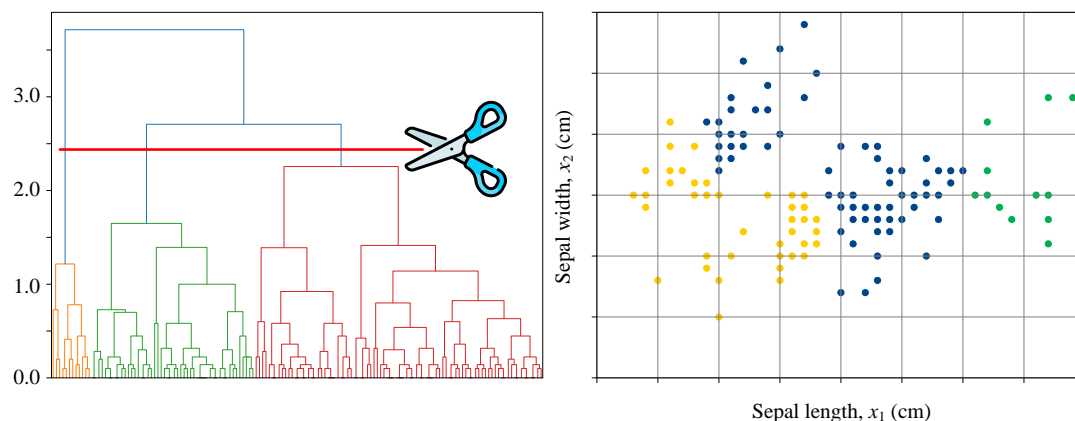 3.0
2.0
1.0
0.0
Sepal width, x₂ (cm)
Sepal length, x₁ (cm)